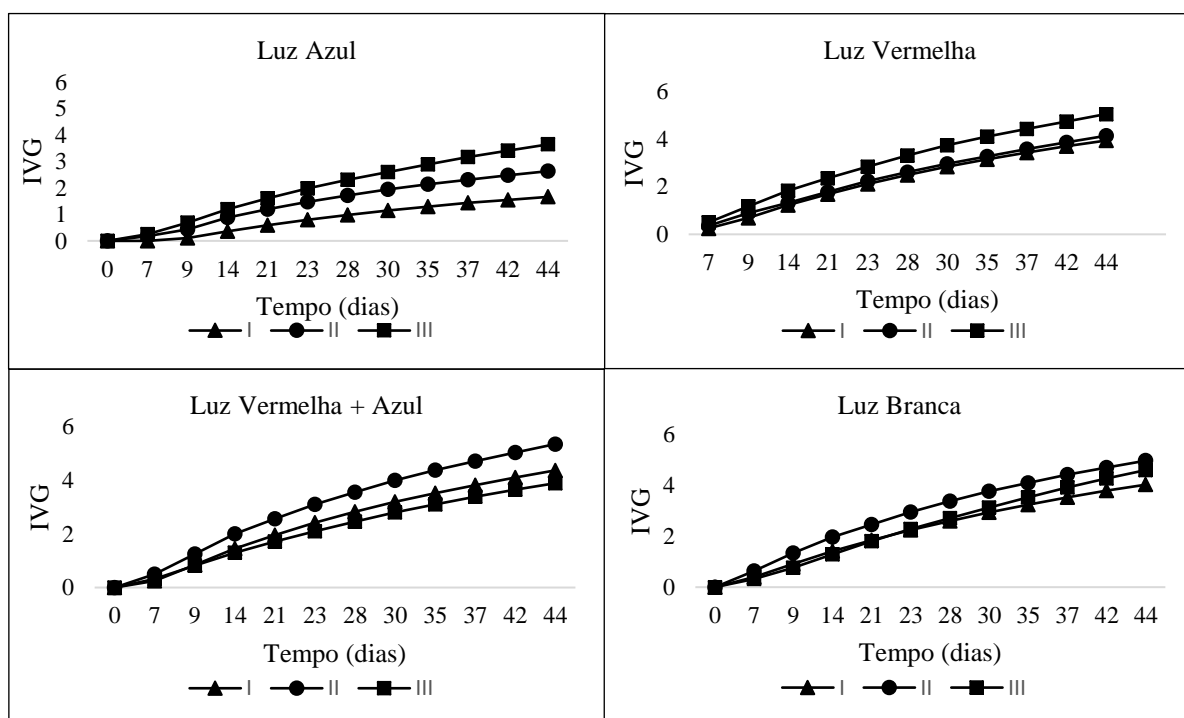 Luz Azul
6
5
4
3
2
1
0
IVG
0 7 9 14 21 23 28 30 35 37 42 44
Tempo (dias)
I II III
Luz Vermelha
6
4
2
0
IVG
7 9 14 21 23 28 30 35 37 42 44
Tempo (dias)
I II III
Luz Vermelha + Azul
6
4
2
0
IVG
0 7 9 14 21 23 28 30 35 37 42 44
Tempo (dias)
I II III
Luz Branca
6
4
2
0
IVG
0 7 9 14 21 23 28 30 35 37 42 44
Tempo (dias)
I II III